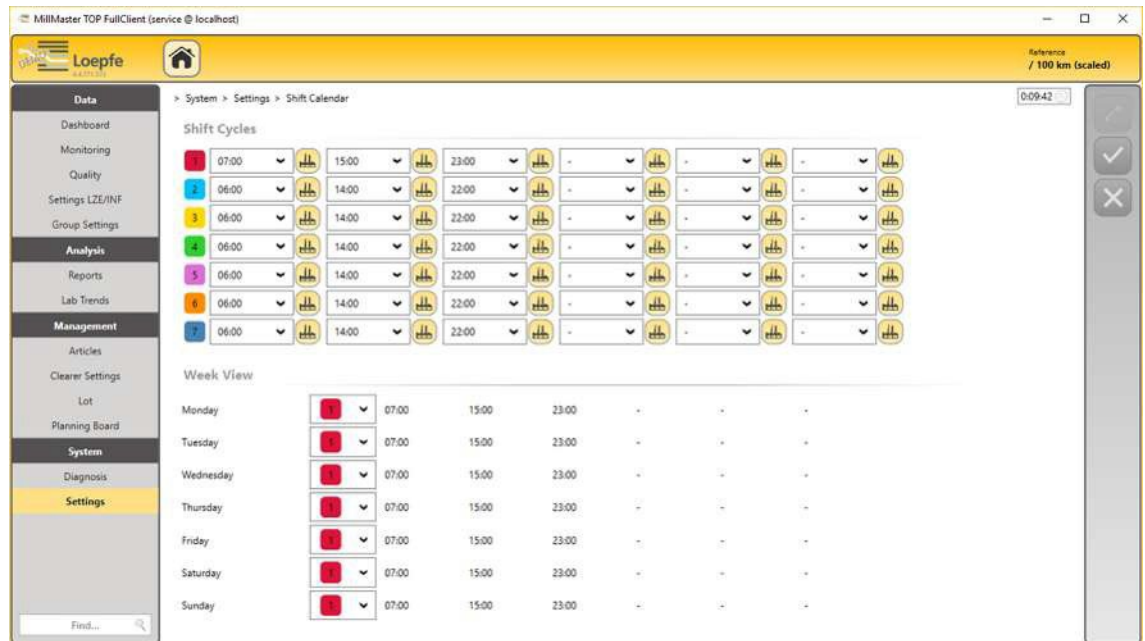 MillMaster TOP FullClient (service @ localhost)
DEMO Loepfe
Reference
/ 100 km (scaled)
Data
Dashboard
Monitoring
Quality
Settings LZE/INF
Group Settings
Analysis
Reports
Lab Trends
Management
Articles
Clearer Settings
Lot
Planning Board
System
Diagnosis
Settings
Find...
> System > Settings > Shift Calendar
0:09:42
Shift Cycles
1 07:00 15:00 23:00 - - -
2 06:00 14:00 22:00 - - -
3 06:00 14:00 22:00 - - -
4 06:00 14:00 22:00 - - -
5 06:00 14:00 22:00 - - -
6 06:00 14:00 22:00 - - -
7 06:00 14:00 22:00 - - -
Week View
Monday 1 07:00 15:00 23:00 - - -
Tuesday 1 07:00 15:00 23:00 - - -
Wednesday 1 07:00 15:00 23:00 - - -
Thursday 1 07:00 15:00 23:00 - - -
Friday 1 07:00 15:00 23:00 - - -
Saturday 1 07:00 15:00 23:00 - - -
Sunday 1 07:00 15:00 23:00 - - -